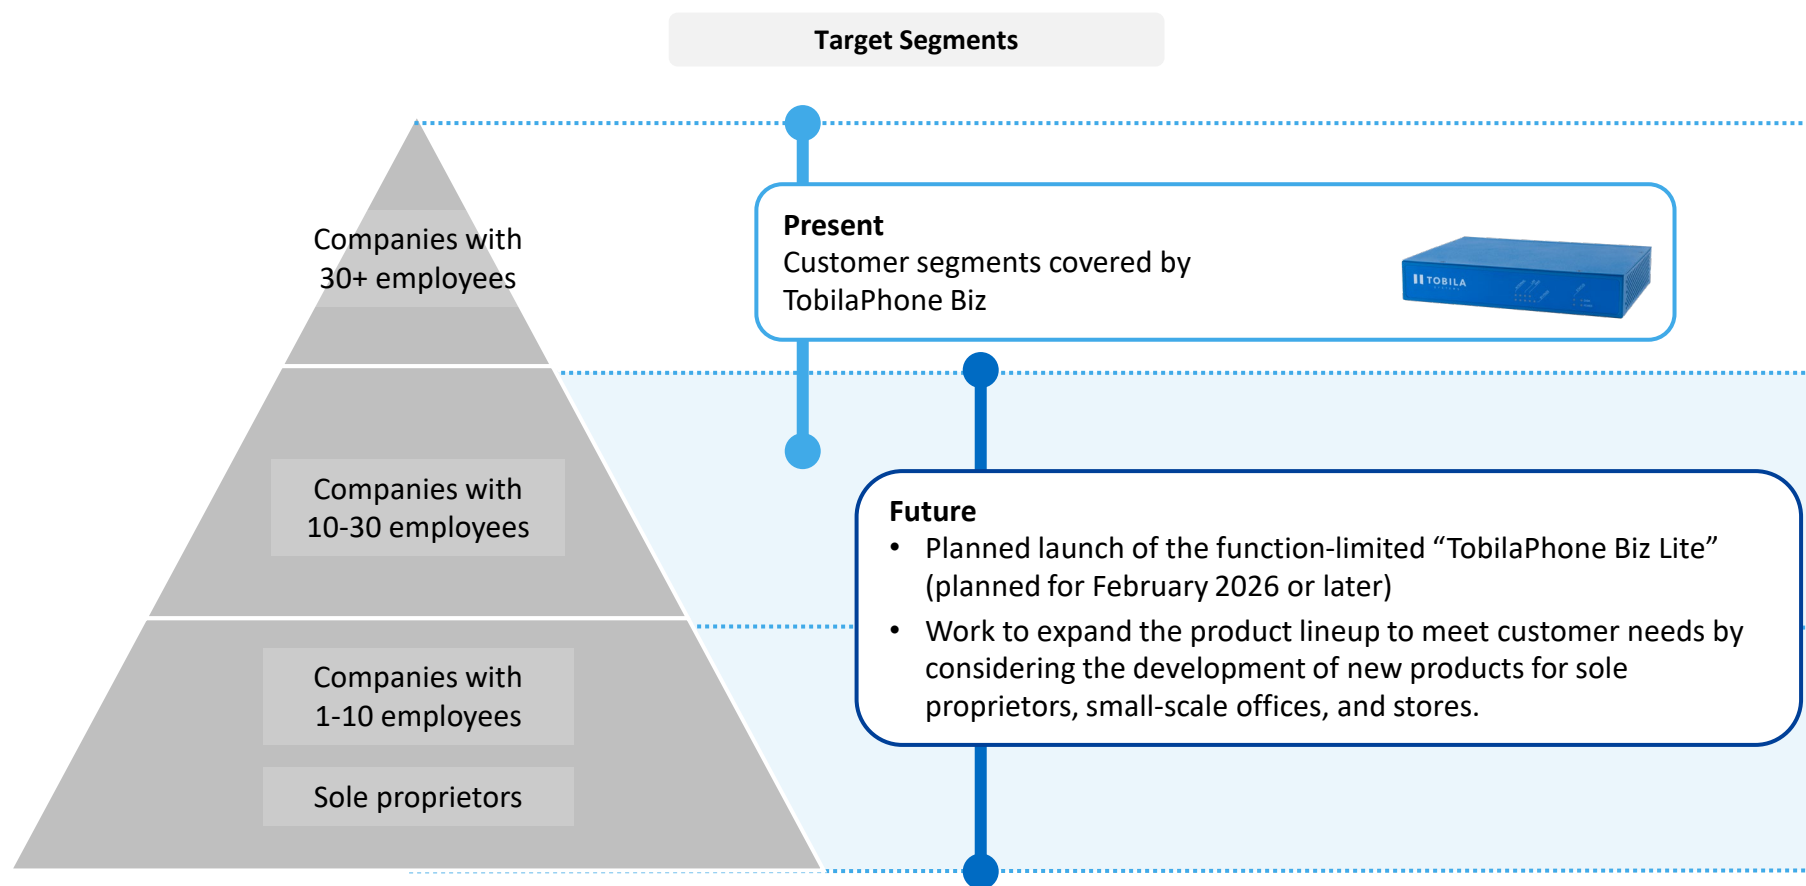 Target Segments
Companies with
30+ employees
Present
Customer segments covered by
TobilaPhone Biz
TOBILA
Companies with
10-30 employees
Future
• Planned launch of the function-limited “TobilaPhone Biz Lite”
(planned for February 2026 or later)
• Work to expand the product lineup to meet customer needs by
considering the development of new products for sole
proprietors, small-scale offices, and stores.
Companies with
1-10 employees
Sole proprietors